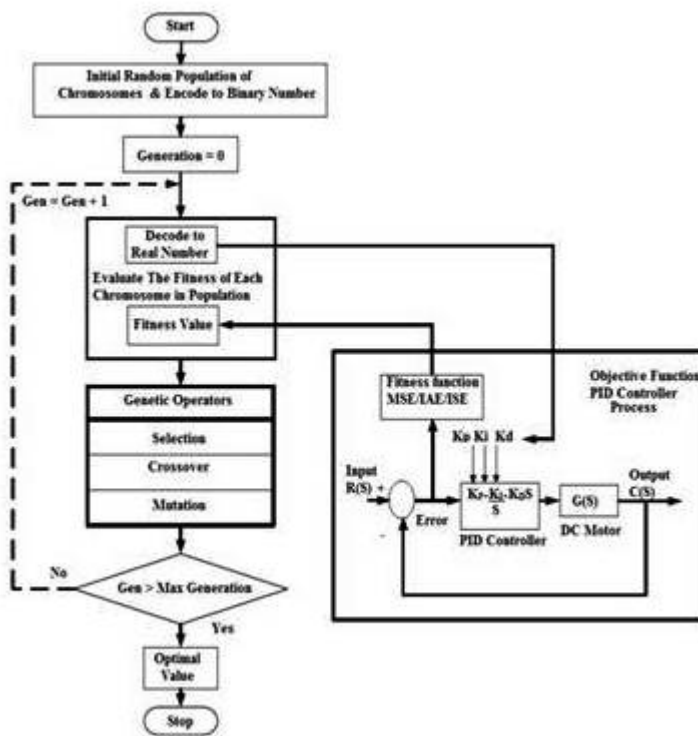 Start
Initial Random Population of
Chromosomes & Encode to Binary Number
Generation = 0
Gen = Gen + 1
Decode to
Real Number
Evaluate The Fitness of Each
Chromosome in Population
Fitness Value
Genetic Operators
Selection
Crossover
Mutation
No
Gen > Max Generation
Yes
Optimal
Value
Stop
Objective Function
PID Controller
Process
Fitness function
MSE/IAE/ISE
Kp Ki Kd
Input
R(S) +
-
Error
KP-KI-KDS
S
PID Controller
G(S)
DC Motor
Output
C(S)